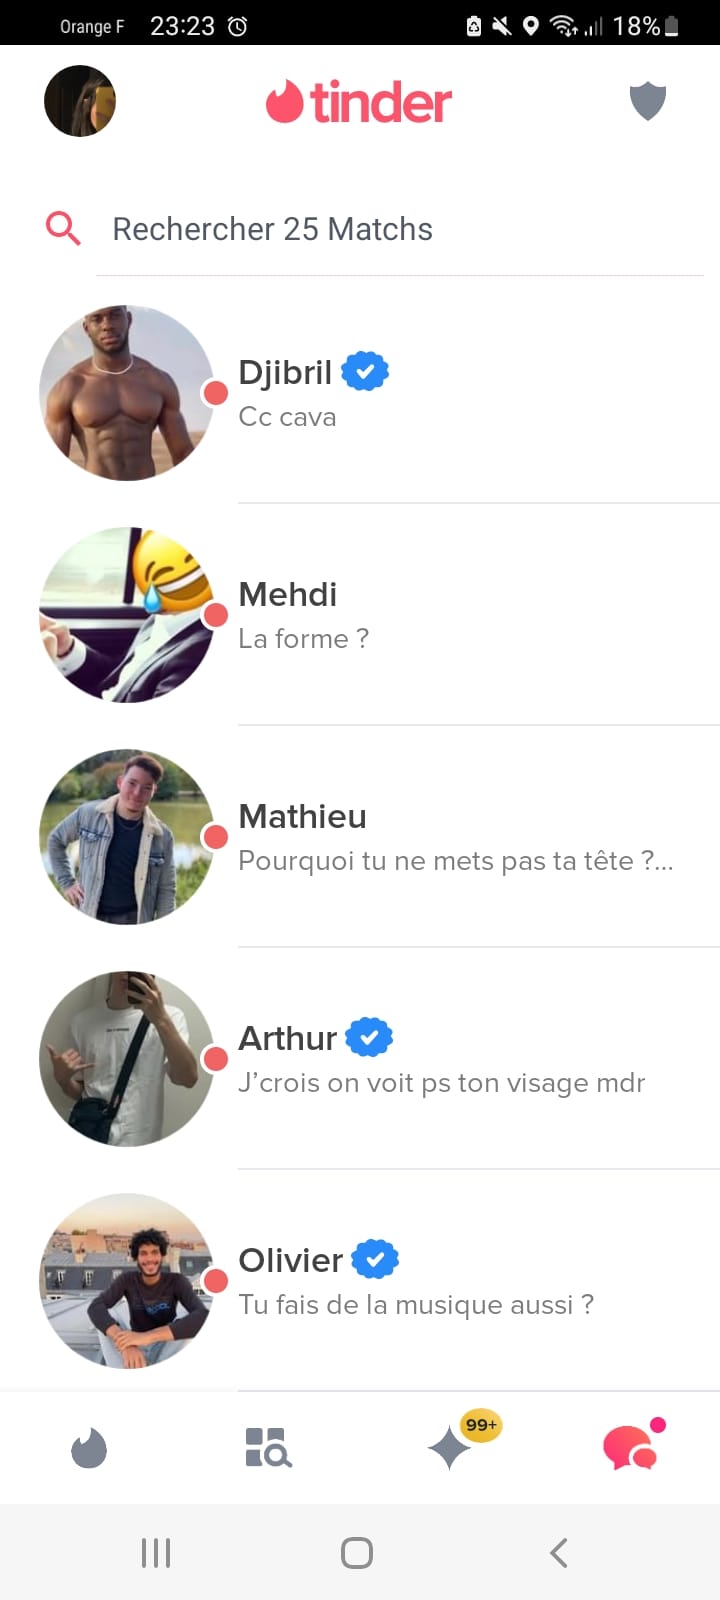 Orange F 23:23 18%
tinder
Rechercher 25 Matchs
Djibril
Cc cava
Mehdi
La forme ?
Mathieu
Pourquoi tu ne mets pas ta tête ?...
Arthur
J’crois on voit ps ton visage mdr
Olivier
Tu fais de la musique aussi ?
99+